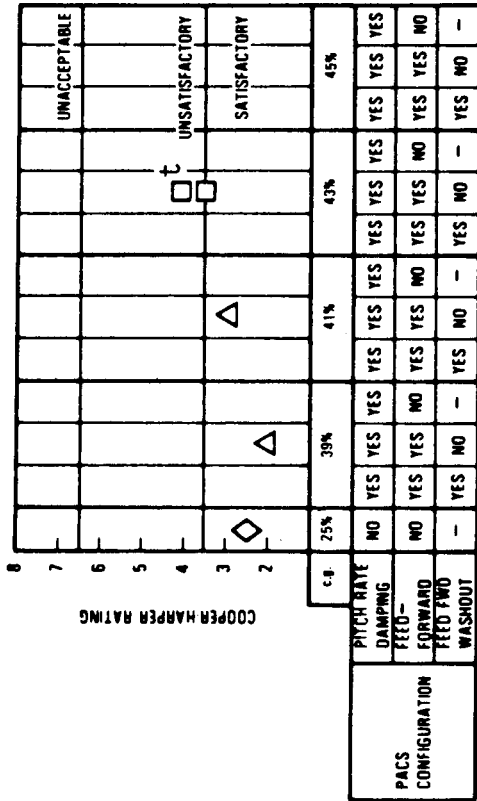 8
7
6
5
4
3
2
COOPER-HARPER RATING
UNACCEPTABLE
UNSATISFACTORY
SATISFACTORY
t
c.g. 25% 39% 41% 43% 45%
PACS CONFIGURATION
PITCH RATE DAMPING NO YES YES YES YES YES YES YES YES YES YES YES YES
FEED-FORWARD NO YES YES NO YES YES NO YES YES NO YES YES NO
FEED FWD WASHOUT – YES NO – YES NO – YES NO – YES NO –